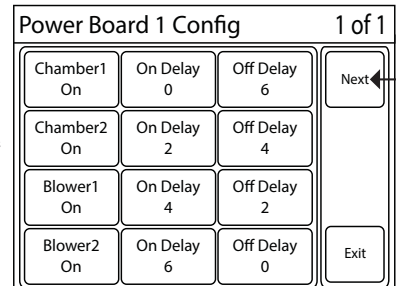 Power Board 1 Config 1 of 1
Chamber1 On Delay Off Delay Next
On 0 6
Chamber2 On Delay Off Delay
On 2 4
Blower1 On Delay Off Delay
On 4 2
Blower2 On Delay Off Delay Exit
On 6 0